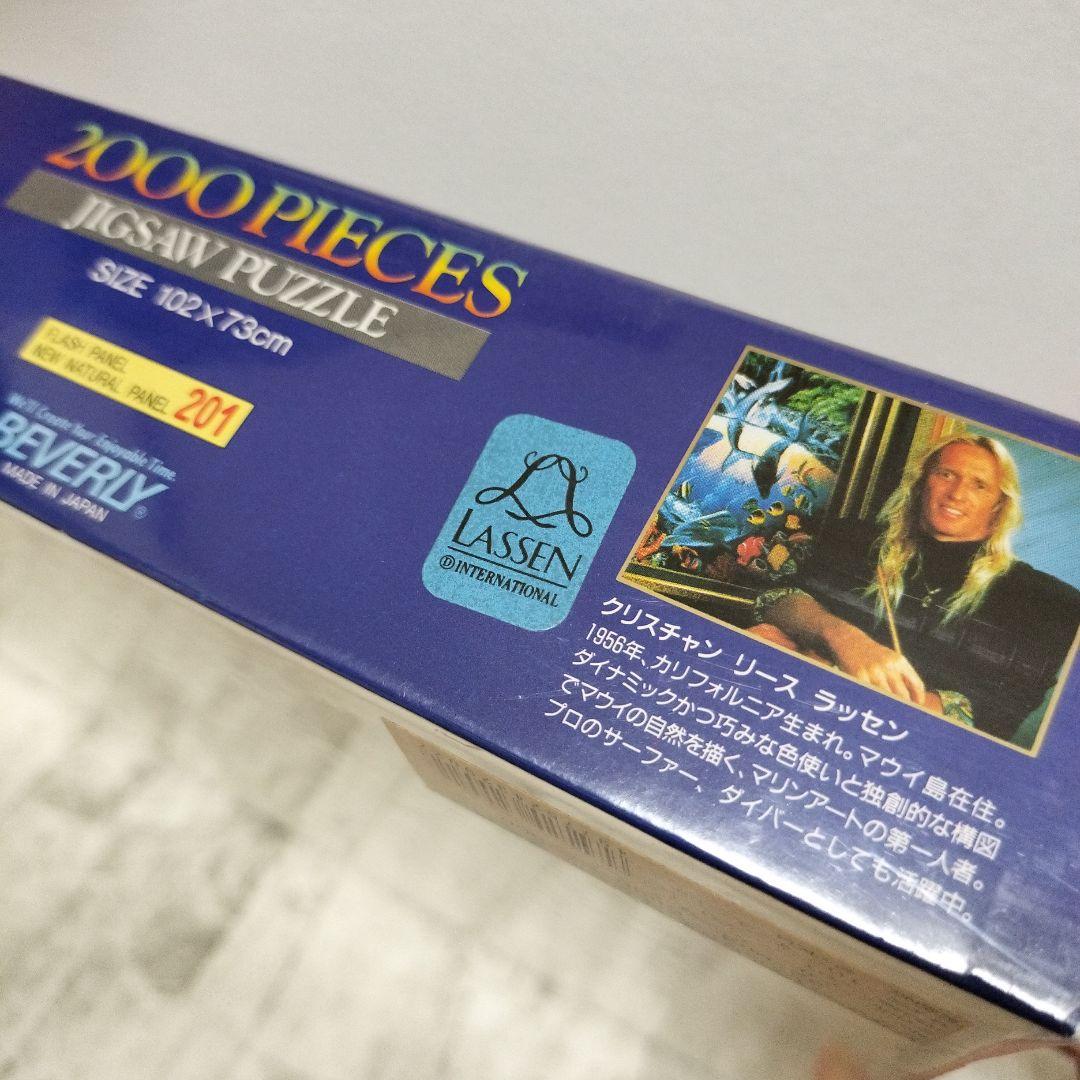 2000 PIECES
JIGSAW PUZZLE
SIZE 102×73cm
FLASH PANEL
NEW NATURAL PANEL 201
We'll Create Your Enjoyable Time.
BEVERLY®
MADE IN JAPAN
LASSEN
INTERNATIONAL
クリスチャン リース ラッセン
1956年、カリフォルニア生まれ。マウイ島在住。
ダイナミックかつ巧みな色使いと独創的な構図
でマウイの自然を描く、マリンアートの第一人者。
プロのサーファー、ダイバーとしても活躍中。